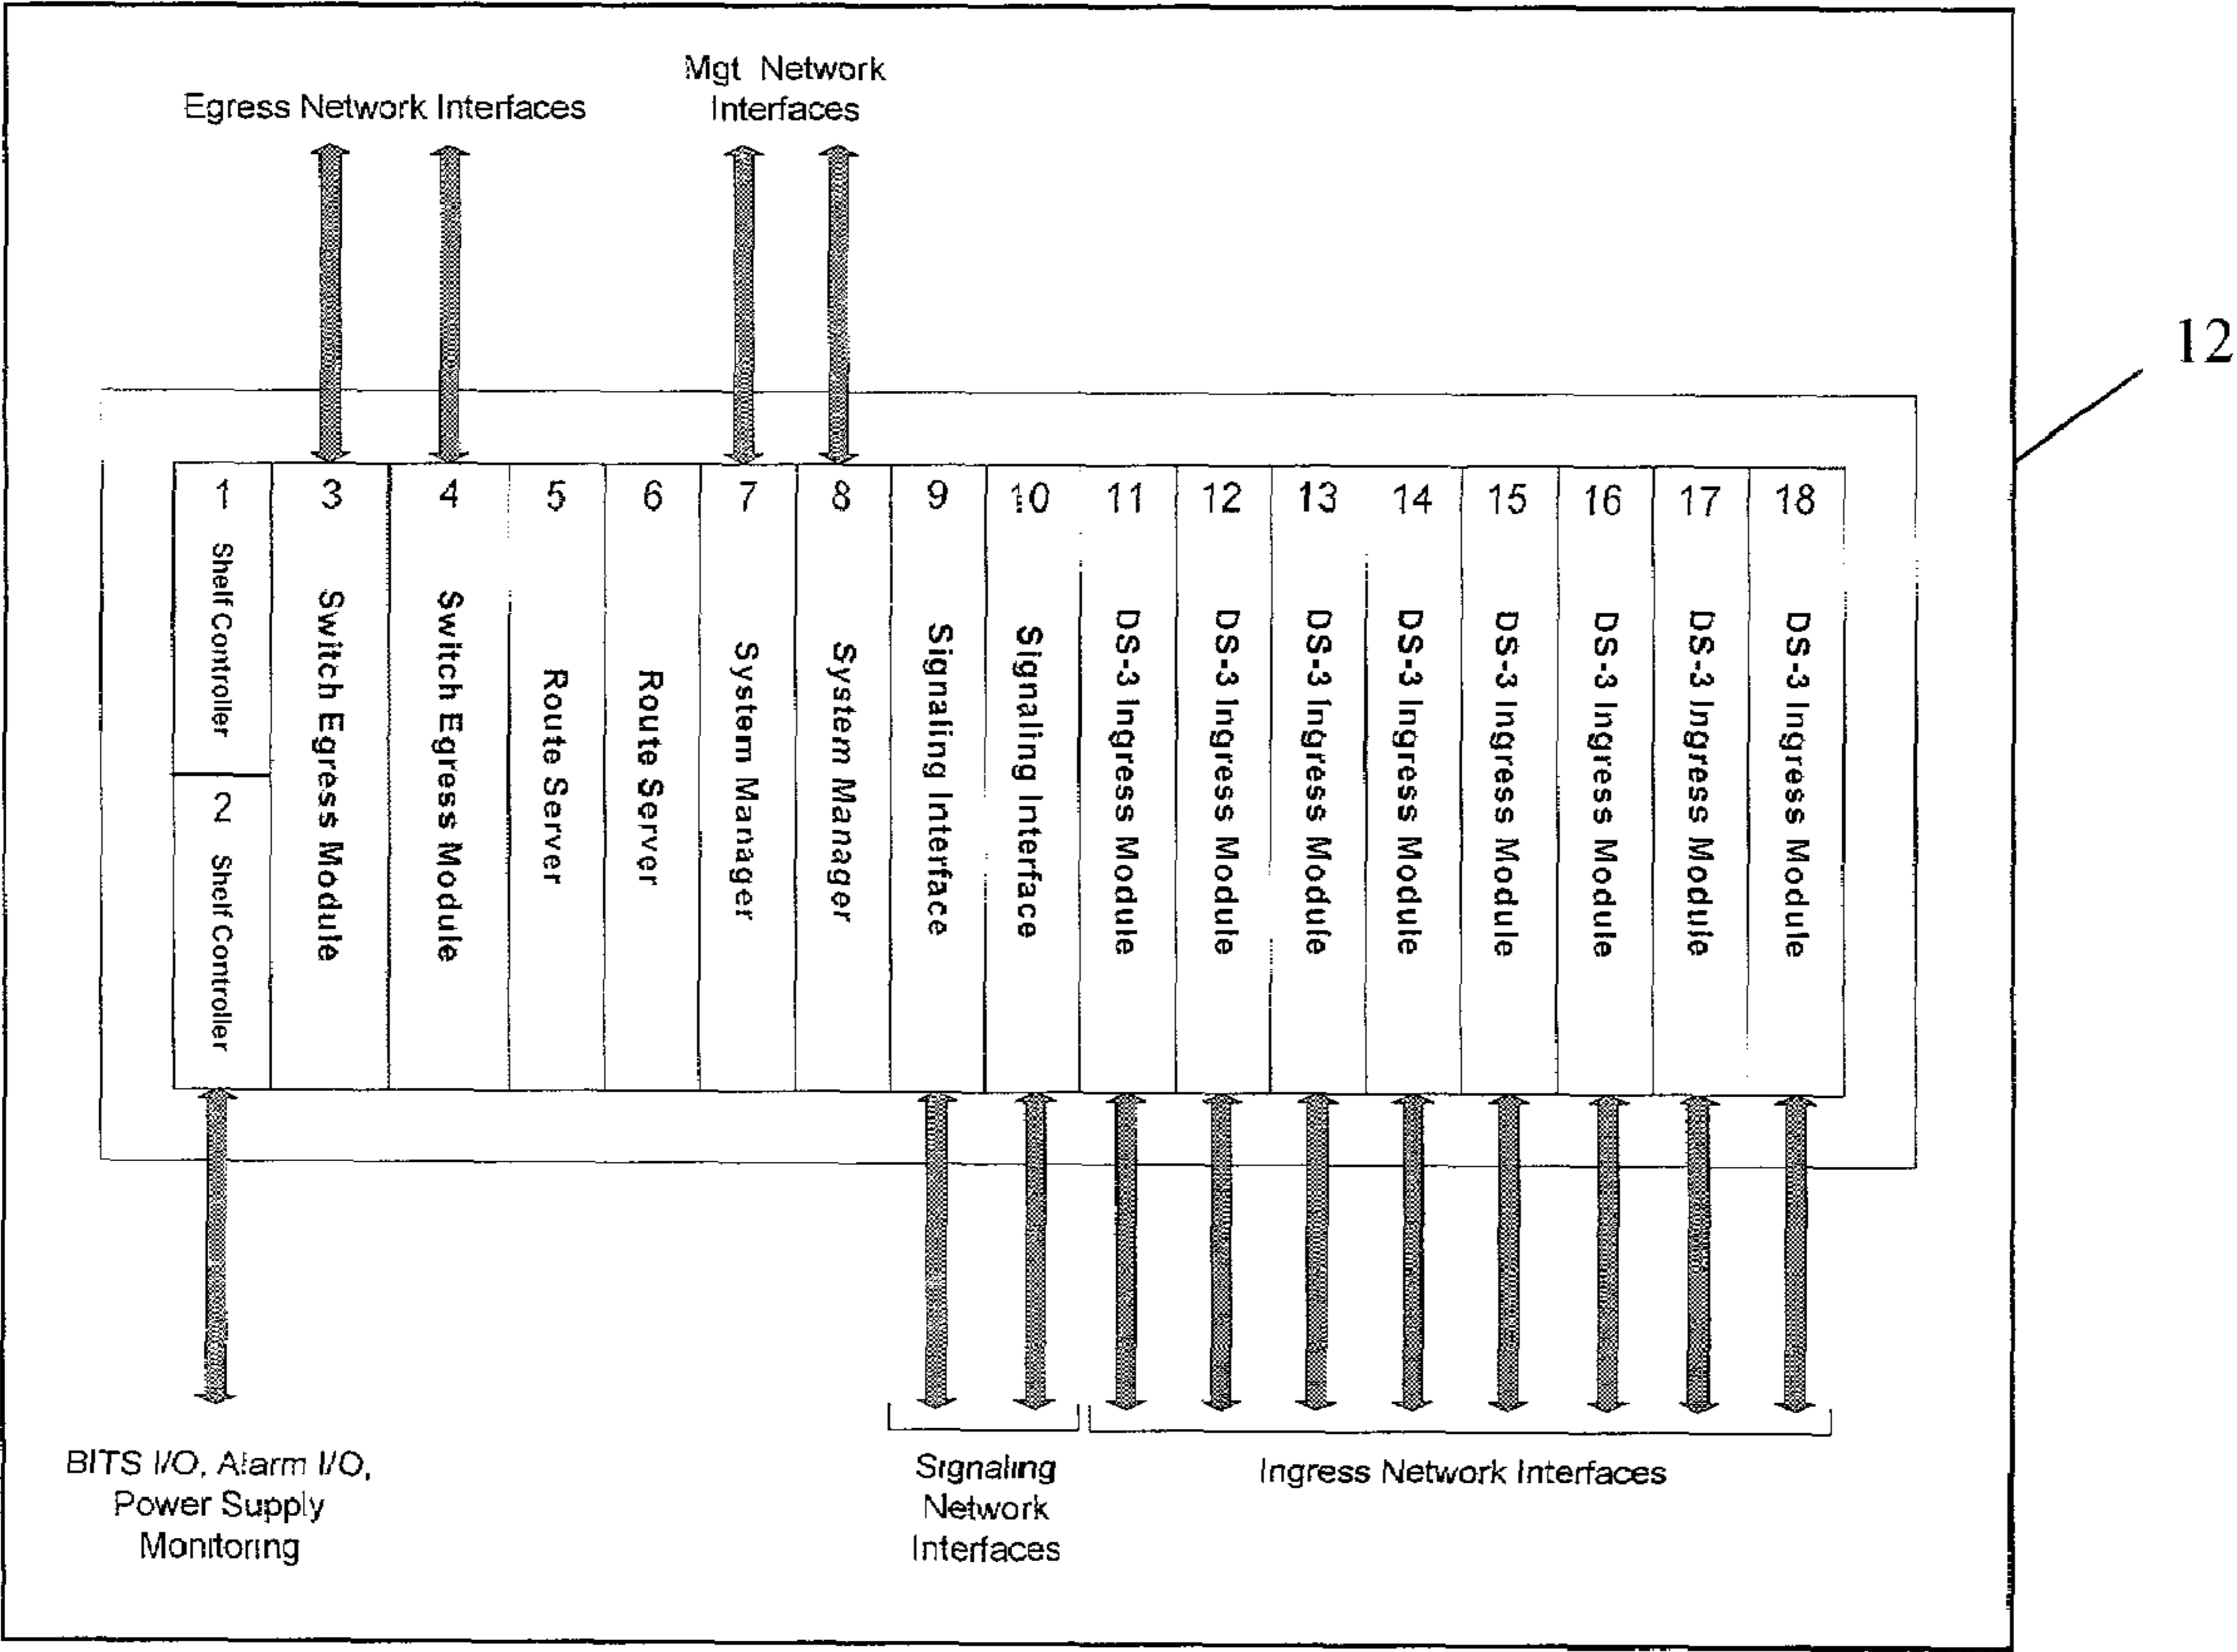 Mgt Network
Interfaces
Egress Network Interfaces
12
1 Shelf Controller
2 Shelf Controller
3 Switch Egress Module
4 Switch Egress Module
5 Route Server
6 Route Server
7 System Manager
8 System Manager
9 Signaling Interface
10 Signaling Interface
11 DS-3 Ingress Module
12 DS-3 Ingress Module
13 DS-3 Ingress Module
14 DS-3 Ingress Module
15 DS-3 Ingress Module
16 DS-3 Ingress Module
17 DS-3 Ingress Module
18 DS-3 Ingress Module
BITS I/O, Alarm I/O,
Power Supply
Monitoring
Signaling
Network
Interfaces
Ingress Network Interfaces